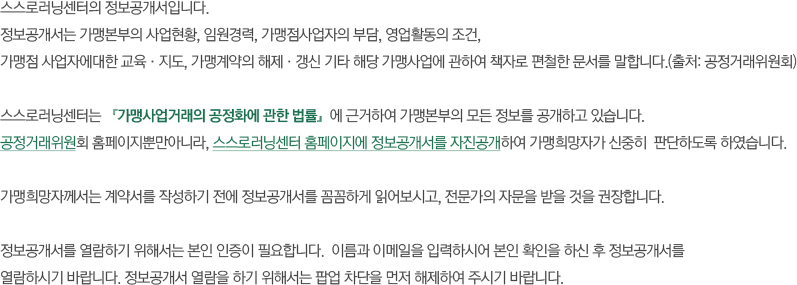 스스로러닝센터의 정보공개서입니다.
정보공개서는 가맹본부의 사업현황, 임원경력, 가맹점사업자의 부담, 영업활동의 조건,
가맹점 사업자에대한 교육 · 지도, 가맹계약의 해제 · 갱신 기타 해당 가맹사업에 관하여 책자로 편철한 문서를 말합니다.(출처: 공정거래위원회)
스스로러닝센터는 『가맹사업거래의 공정화에 관한 법률』에 근거하여 가맹본부의 모든 정보를 공개하고 있습니다.
공정거래위원회 홈페이지뿐만아니라, 스스로러닝센터 홈페이지에 정보공개서를 자진공개하여 가맹희망자가 신중히 판단하도록 하였습니다.
가맹희망자께서는 계약서를 작성하기 전에 정보공개서를 꼼꼼하게 읽어보시고, 전문가의 자문을 받을 것을 권장합니다.
정보공개서를 열람하기 위해서는 본인 인증이 필요합니다. 이름과 이메일을 입력하시어 본인 확인을 하신 후 정보공개서를
열람하시기 바랍니다. 정보공개서 열람을 하기 위해서는 팝업 차단을 먼저 해제하여 주시기 바랍니다.